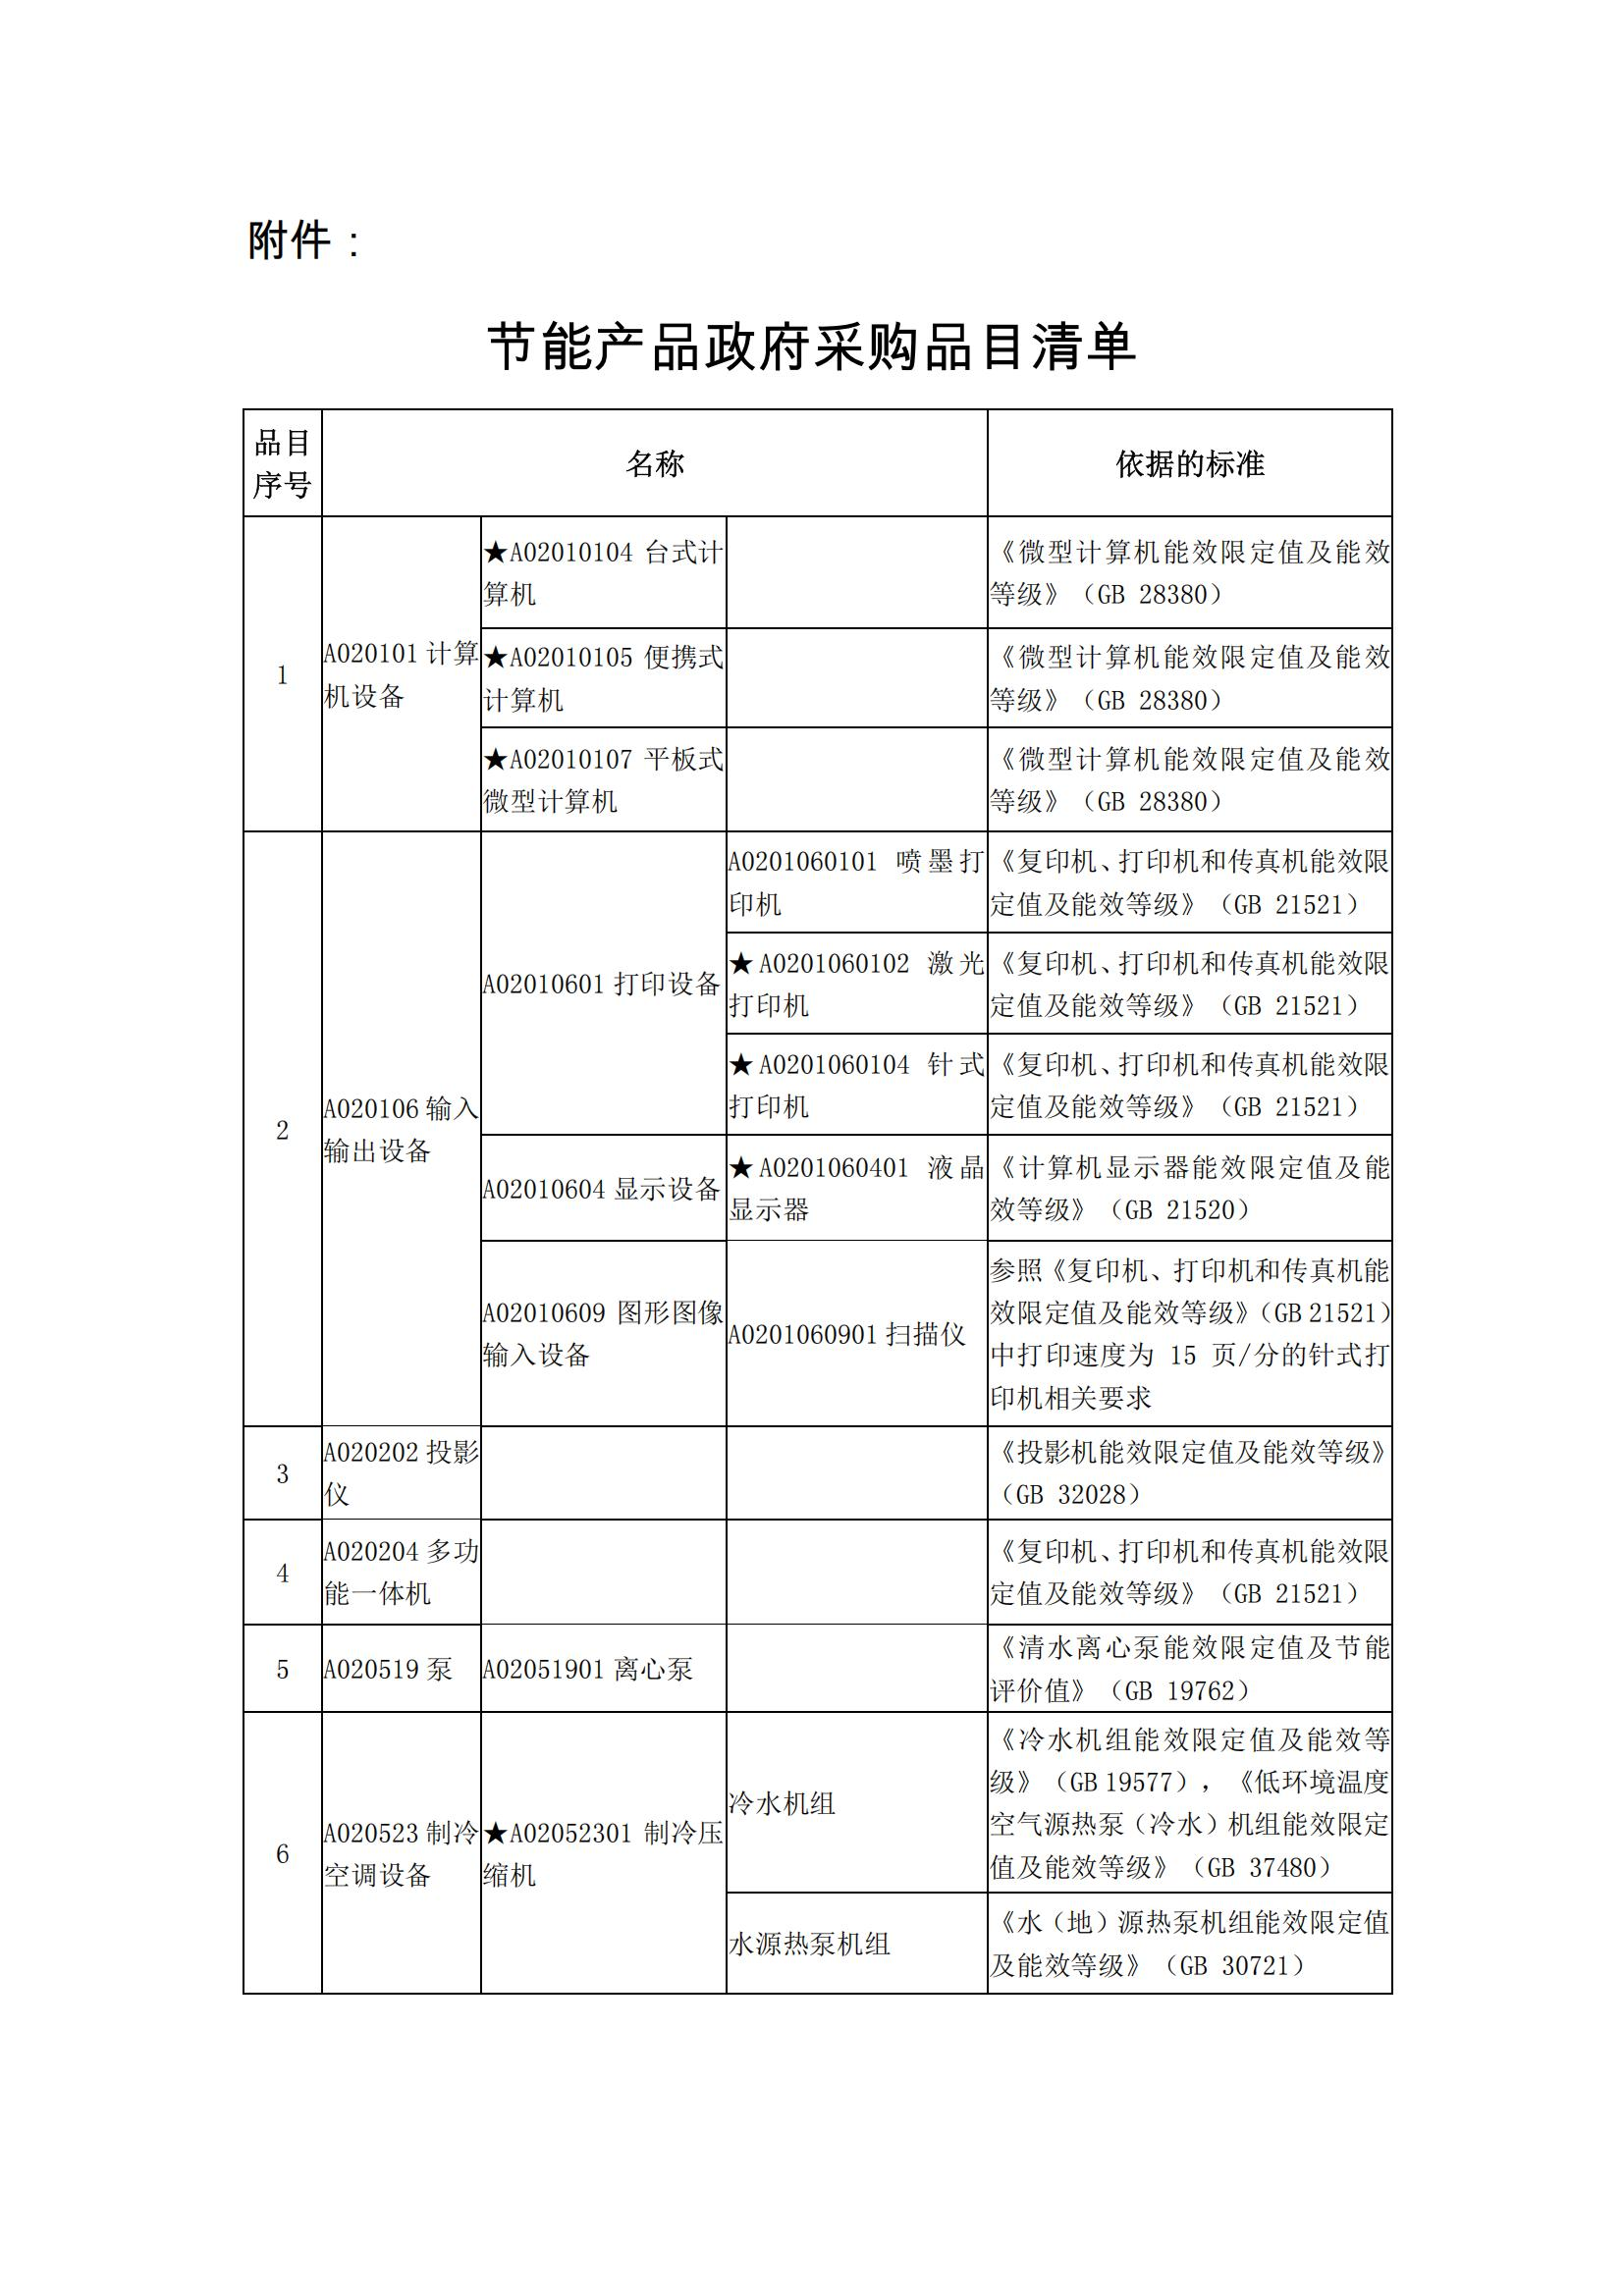 附件：
节能产品政府采购品目清单
品目
序号
名称
依据的标准
1
A020101 计算
机设备
★A02010104 台式计
算机
《微型计算机能效限定值及能效
等级》（GB 28380）
★A02010105 便携式
计算机
《微型计算机能效限定值及能效
等级》（GB 28380）
★A02010107 平板式
微型计算机
《微型计算机能效限定值及能效
等级》（GB 28380）
2
A020106 输入
输出设备
A02010601 打印设备
A0201060101 喷墨打
印机
《复印机、打印机和传真机能效限
定值及能效等级》（GB 21521）
★A0201060102 激光
打印机
《复印机、打印机和传真机能效限
定值及能效等级》（GB 21521）
★A0201060104 针式
打印机
《复印机、打印机和传真机能效限
定值及能效等级》（GB 21521）
A02010604 显示设备
★A0201060401 液晶
显示器
《计算机显示器能效限定值及能
效等级》（GB 21520）
A02010609 图形图像
输入设备
A0201060901 扫描仪
参照《复印机、打印机和传真机能
效限定值及能效等级》（GB 21521）
中打印速度为 15 页/分的针式打
印机相关要求
3
A020202 投影
仪
《投影机能效限定值及能效等级》
（GB 32028）
4
A020204 多功
能一体机
《复印机、打印机和传真机能效限
定值及能效等级》（GB 21521）
5
A020519 泵
A02051901 离心泵
《清水离心泵能效限定值及节能
评价值》（GB 19762）
6
A020523 制冷
空调设备
★A02052301 制冷压
缩机
冷水机组
《冷水机组能效限定值及能效等
级》（GB 19577），《低环境温度
空气源热泵（冷水）机组能效限定
值及能效等级》（GB 37480）
水源热泵机组
《水（地）源热泵机组能效限定值
及能效等级》（GB 30721）